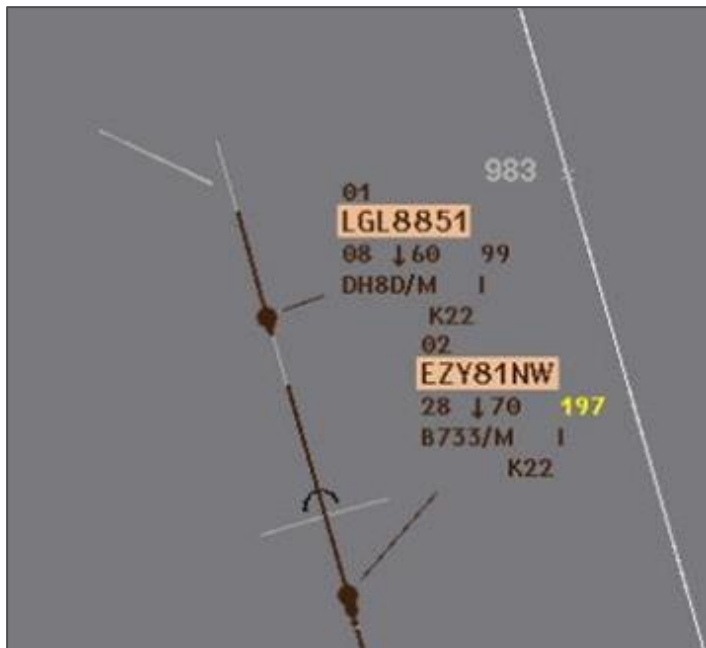 983
01
LGL8851
08 ↓60 99
DH8D/M I
K22
02
EZY81NW
28 ↓70 197
B733/M I
K22